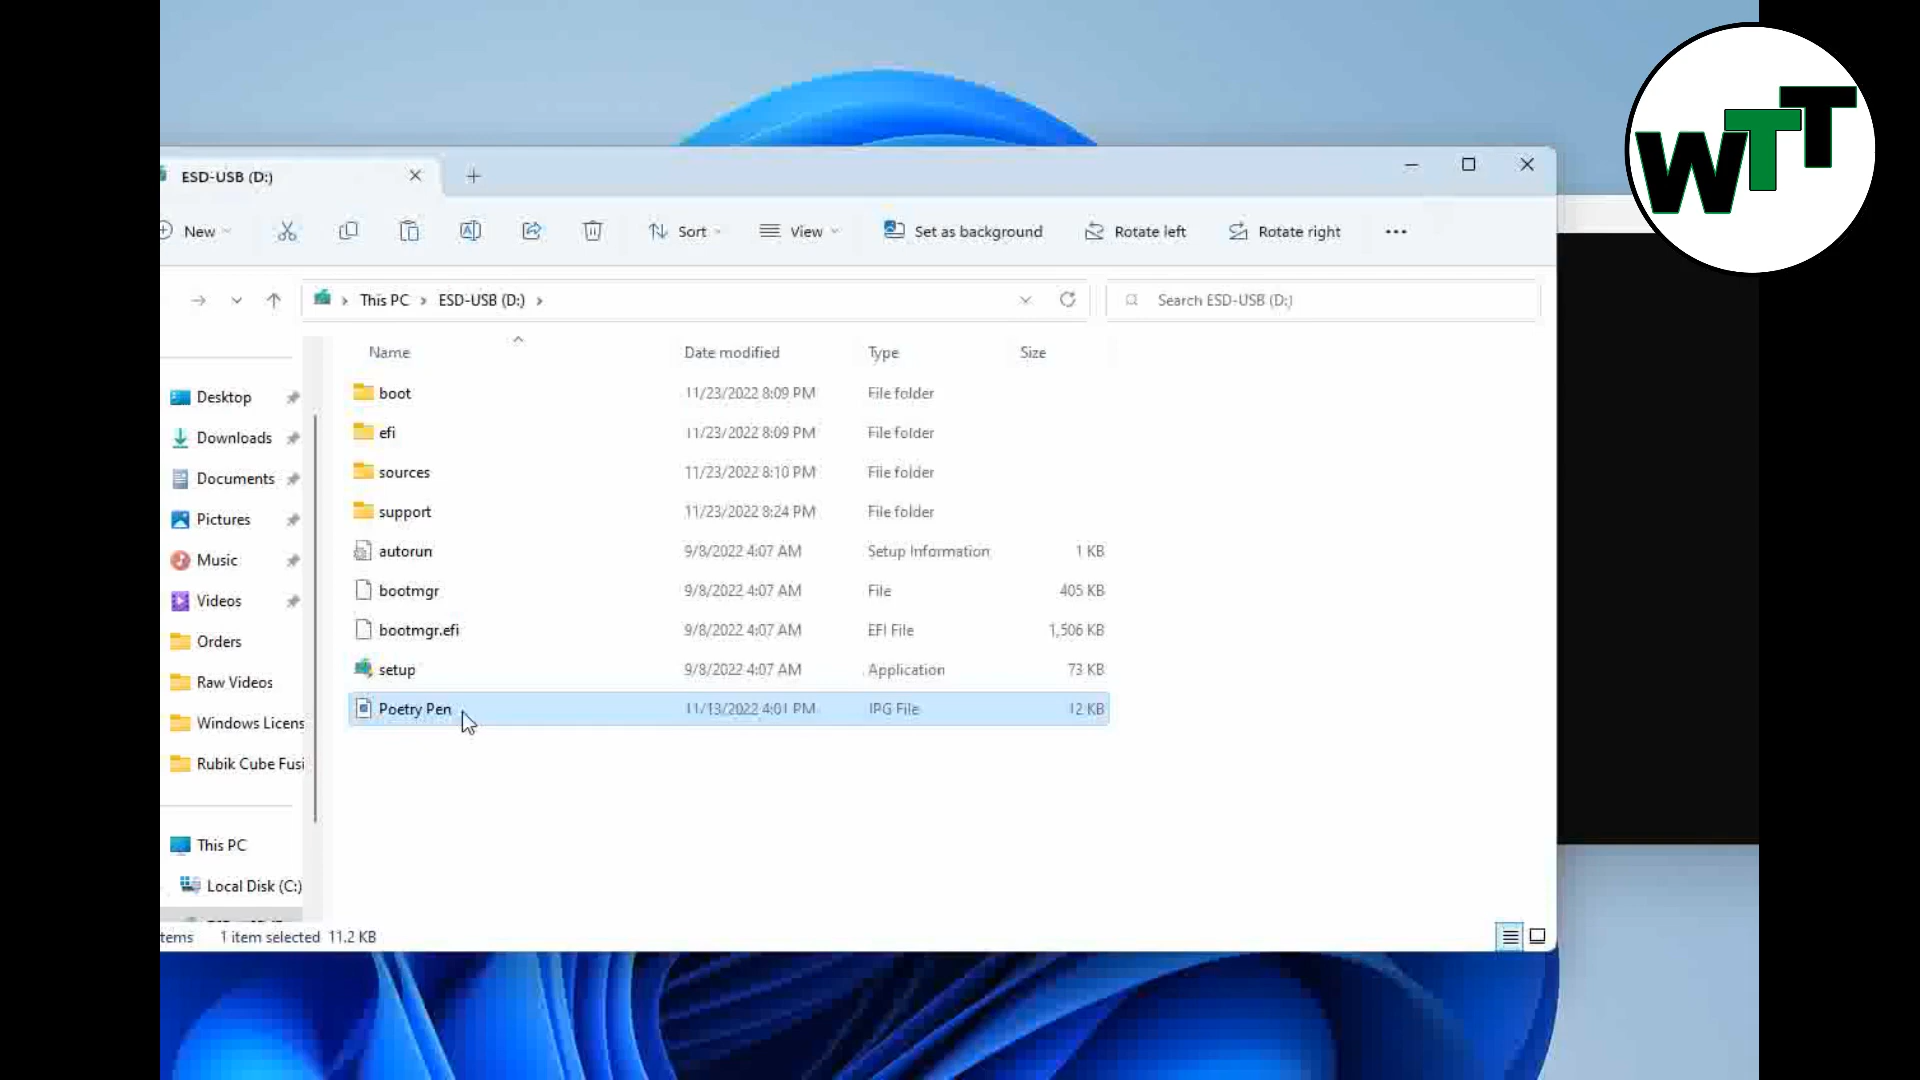 WTT
ESD-USB (D:)
New Sort View Set as background Rotate left Rotate right
This PC ESD-USB (D:) Search ESD-USB (D:)
Name Date modified Type Size
Desktop
Downloads
Documents
Pictures
Music
Videos
Orders
Raw Videos
Windows Licens
Rubik Cube Fusi
This PC
Local Disk (C:)
boot 11/23/2022 8:09 PM File folder
efi 11/23/2022 8:09 PM File folder
sources 11/23/2022 8:10 PM File folder
support 11/23/2022 8:24 PM File folder
autorun 9/8/2022 4:07 AM Setup Information 1 KB
bootmgr 9/8/2022 4:07 AM File 405 KB
bootmgr.efi 9/8/2022 4:07 AM EFI File 1,506 KB
setup 9/8/2022 4:07 AM Application 73 KB
Poetry Pen 11/13/2022 4:01 PM JPG File 12 KB
tems 1 item selected 11.2 KB